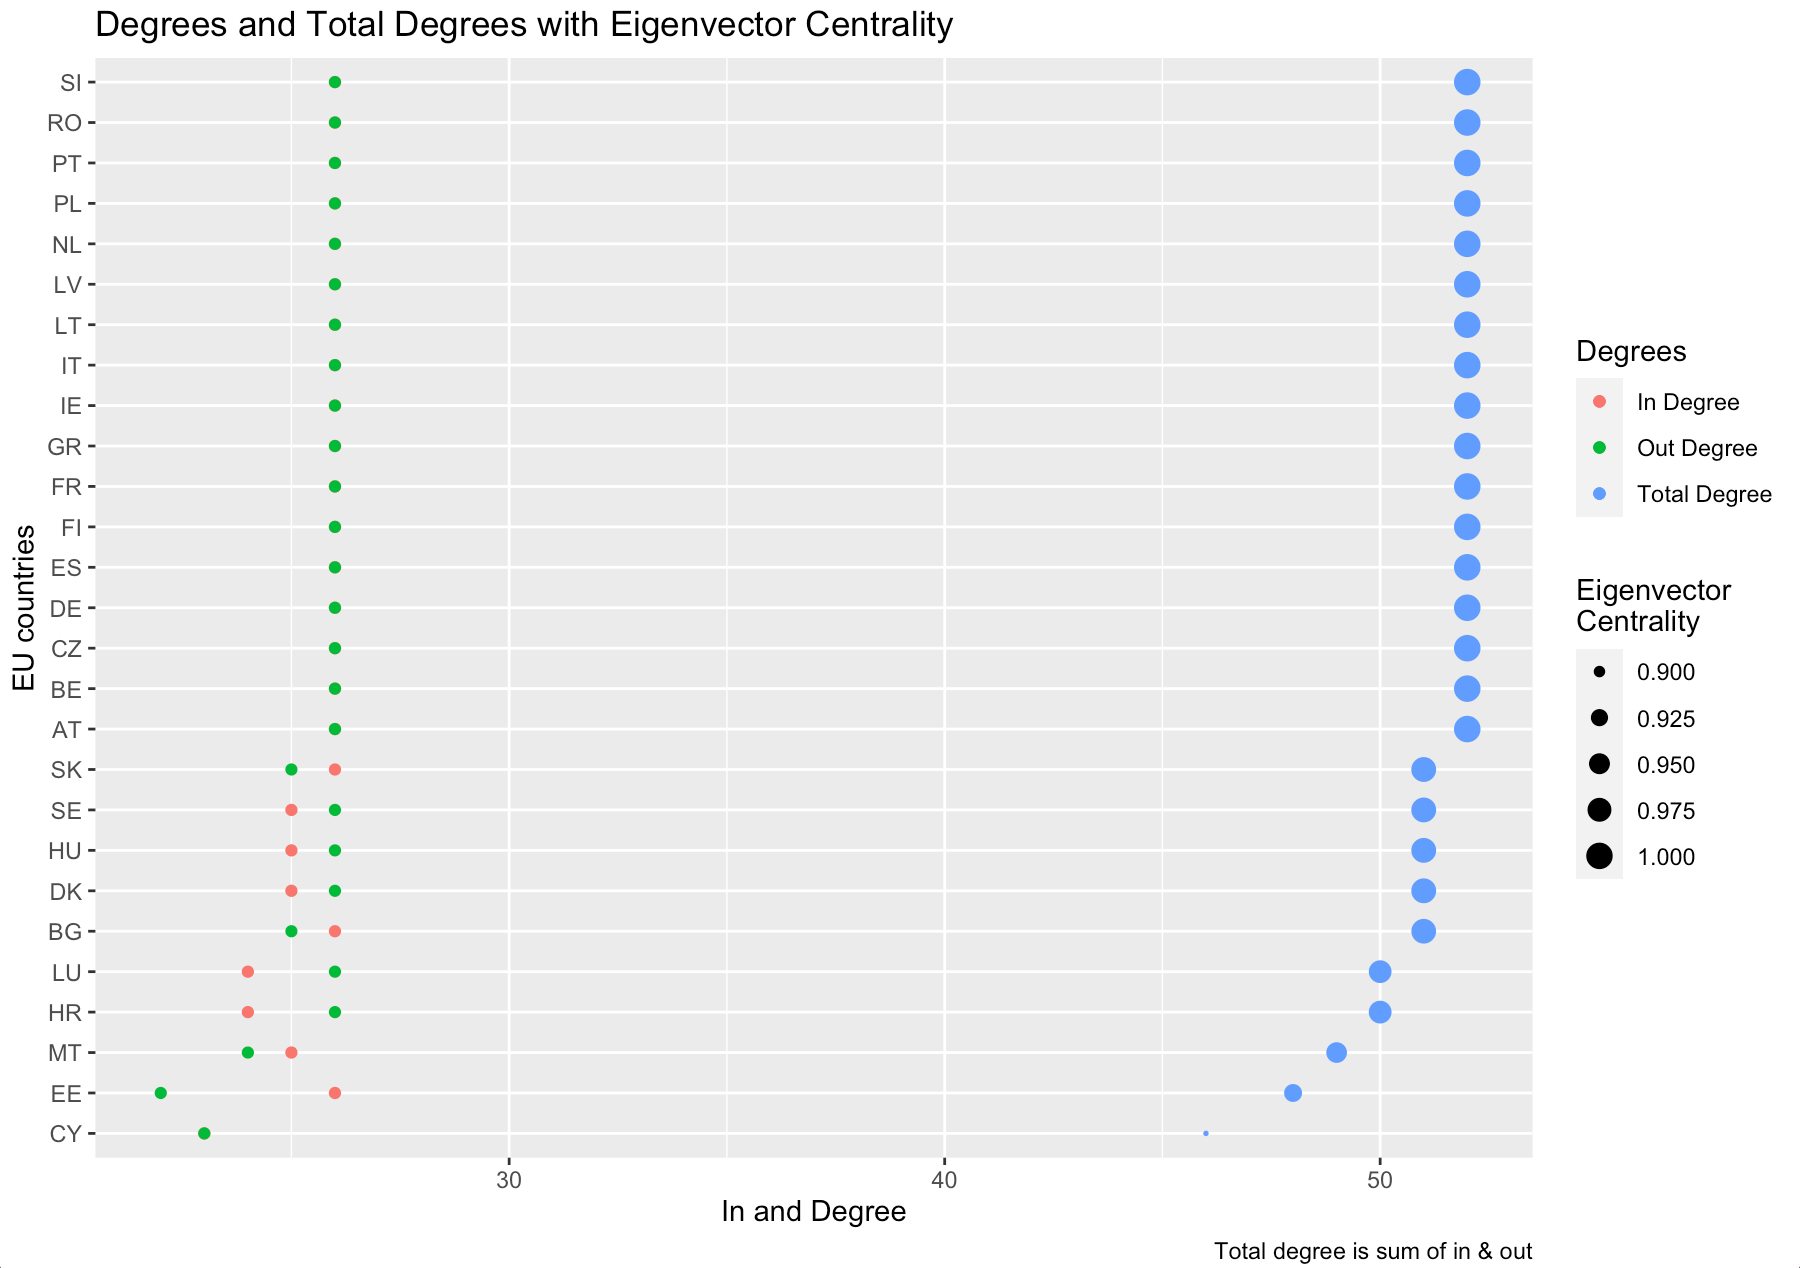 Degrees and Total Degrees with Eigenvector Centrality
SI
RO
PT
PL
NL
LV
LT
IT
IE
GR
FR
FI
ES
DE
CZ
BE
AT
SK
SE
HU
DK
BG
LU
HR
MT
EE
CY
EU countries
30 40 50
In and Degree
Total degree is sum of in & out
Degrees
In Degree
Out Degree
Total Degree
Eigenvector
Centrality
0.900
0.925
0.950
0.975
1.000